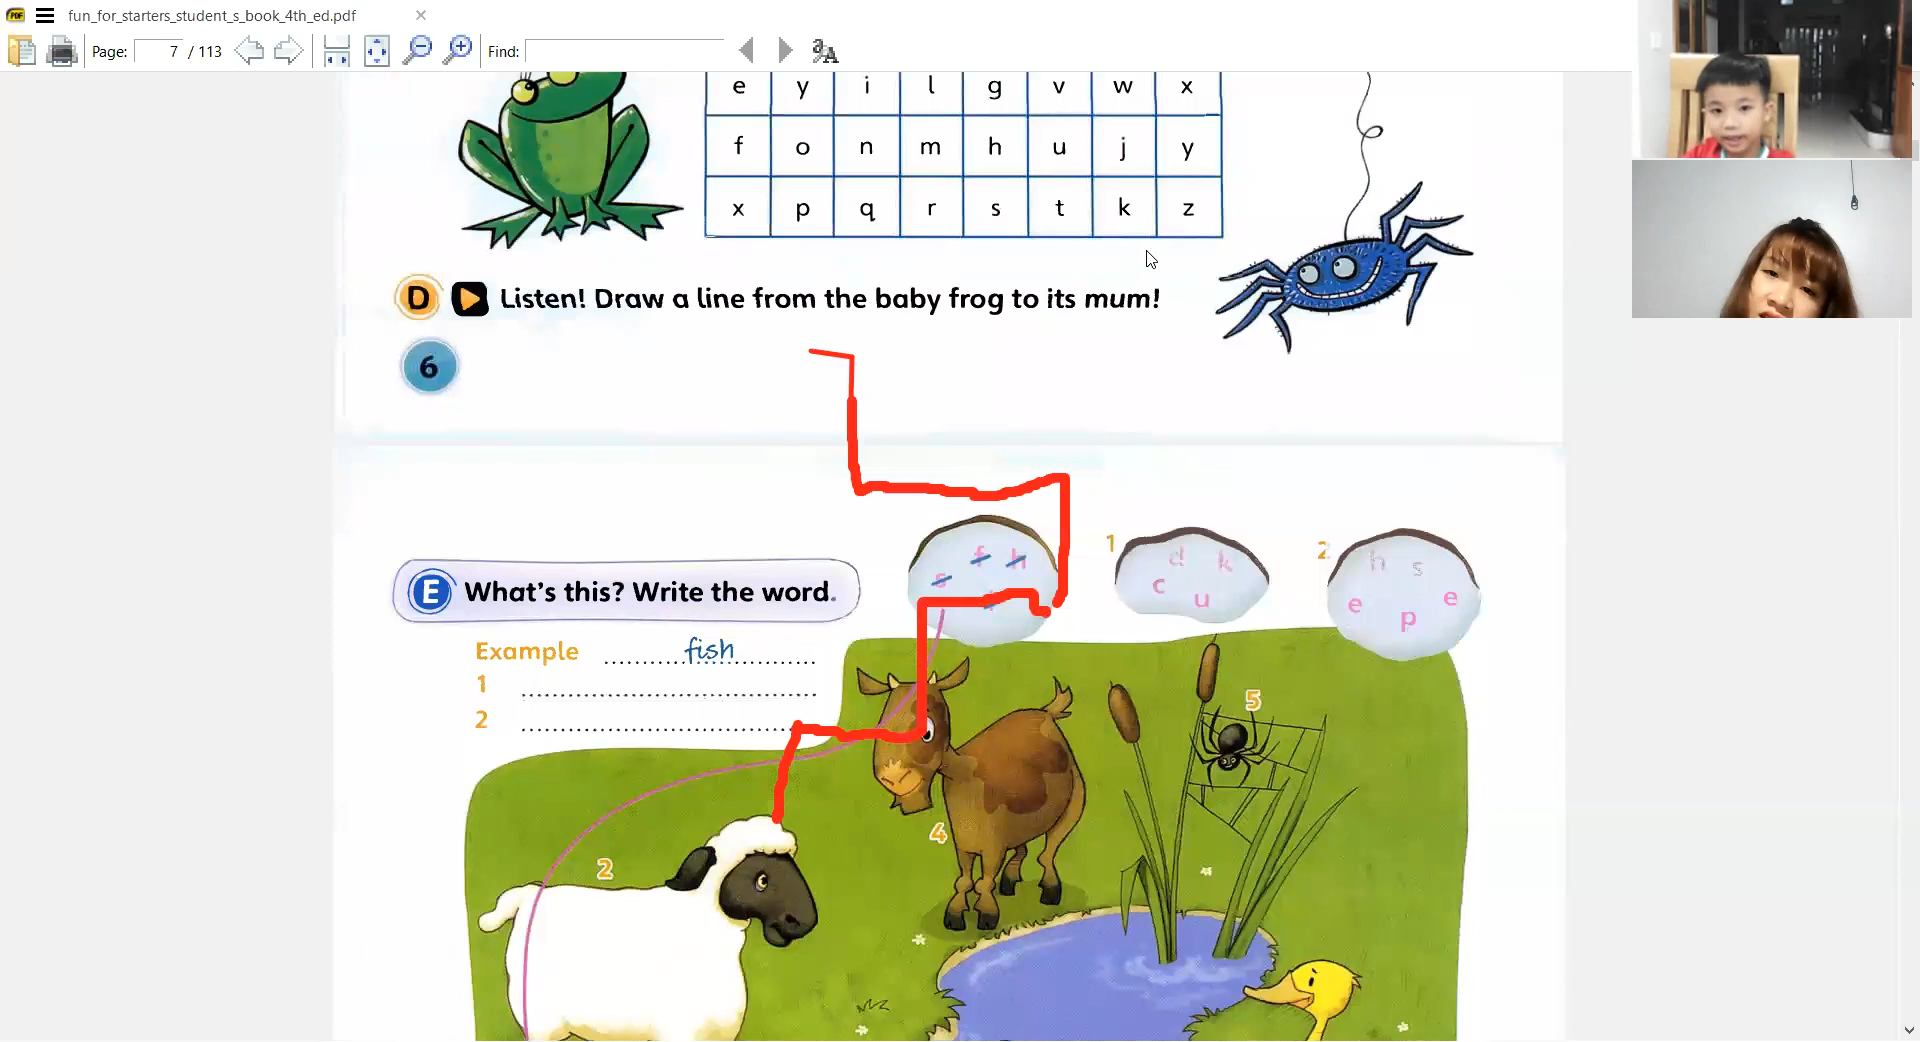 fun_for_starters_student_s_book_4th_ed.pdf
Page: 7 / 113 Find:
e y i l g v w x
f o n m h u j y
x p q r s t k z
D Listen! Draw a line from the baby frog to its mum!
6
s f h
1 d k c u
2 h s e p e
E What's this? Write the word.
Example fish
1
2
5
4
2